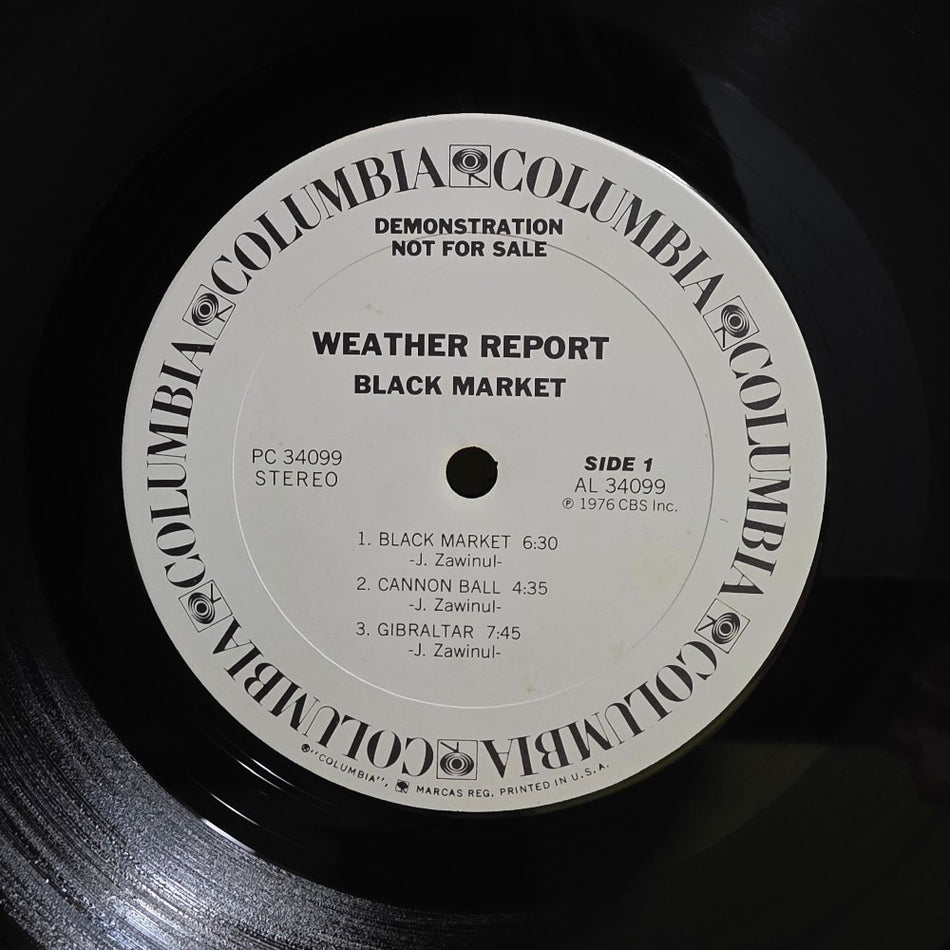 COLUMBIA COLUMBIA COLUMBIA COLUMBIA COLUMBIA COLUMBIA
DEMONSTRATION
NOT FOR SALE
WEATHER REPORT
BLACK MARKET
PC 34099
STEREO
SIDE 1
AL 34099
℗ 1976 CBS Inc.
1. BLACK MARKET 6:30
-J. Zawinul-
2. CANNON BALL 4:35
-J. Zawinul-
3. GIBRALTAR 7:45
-J. Zawinul-
®"COLUMBIA", MARCAS REG. PRINTED IN U.S.A.